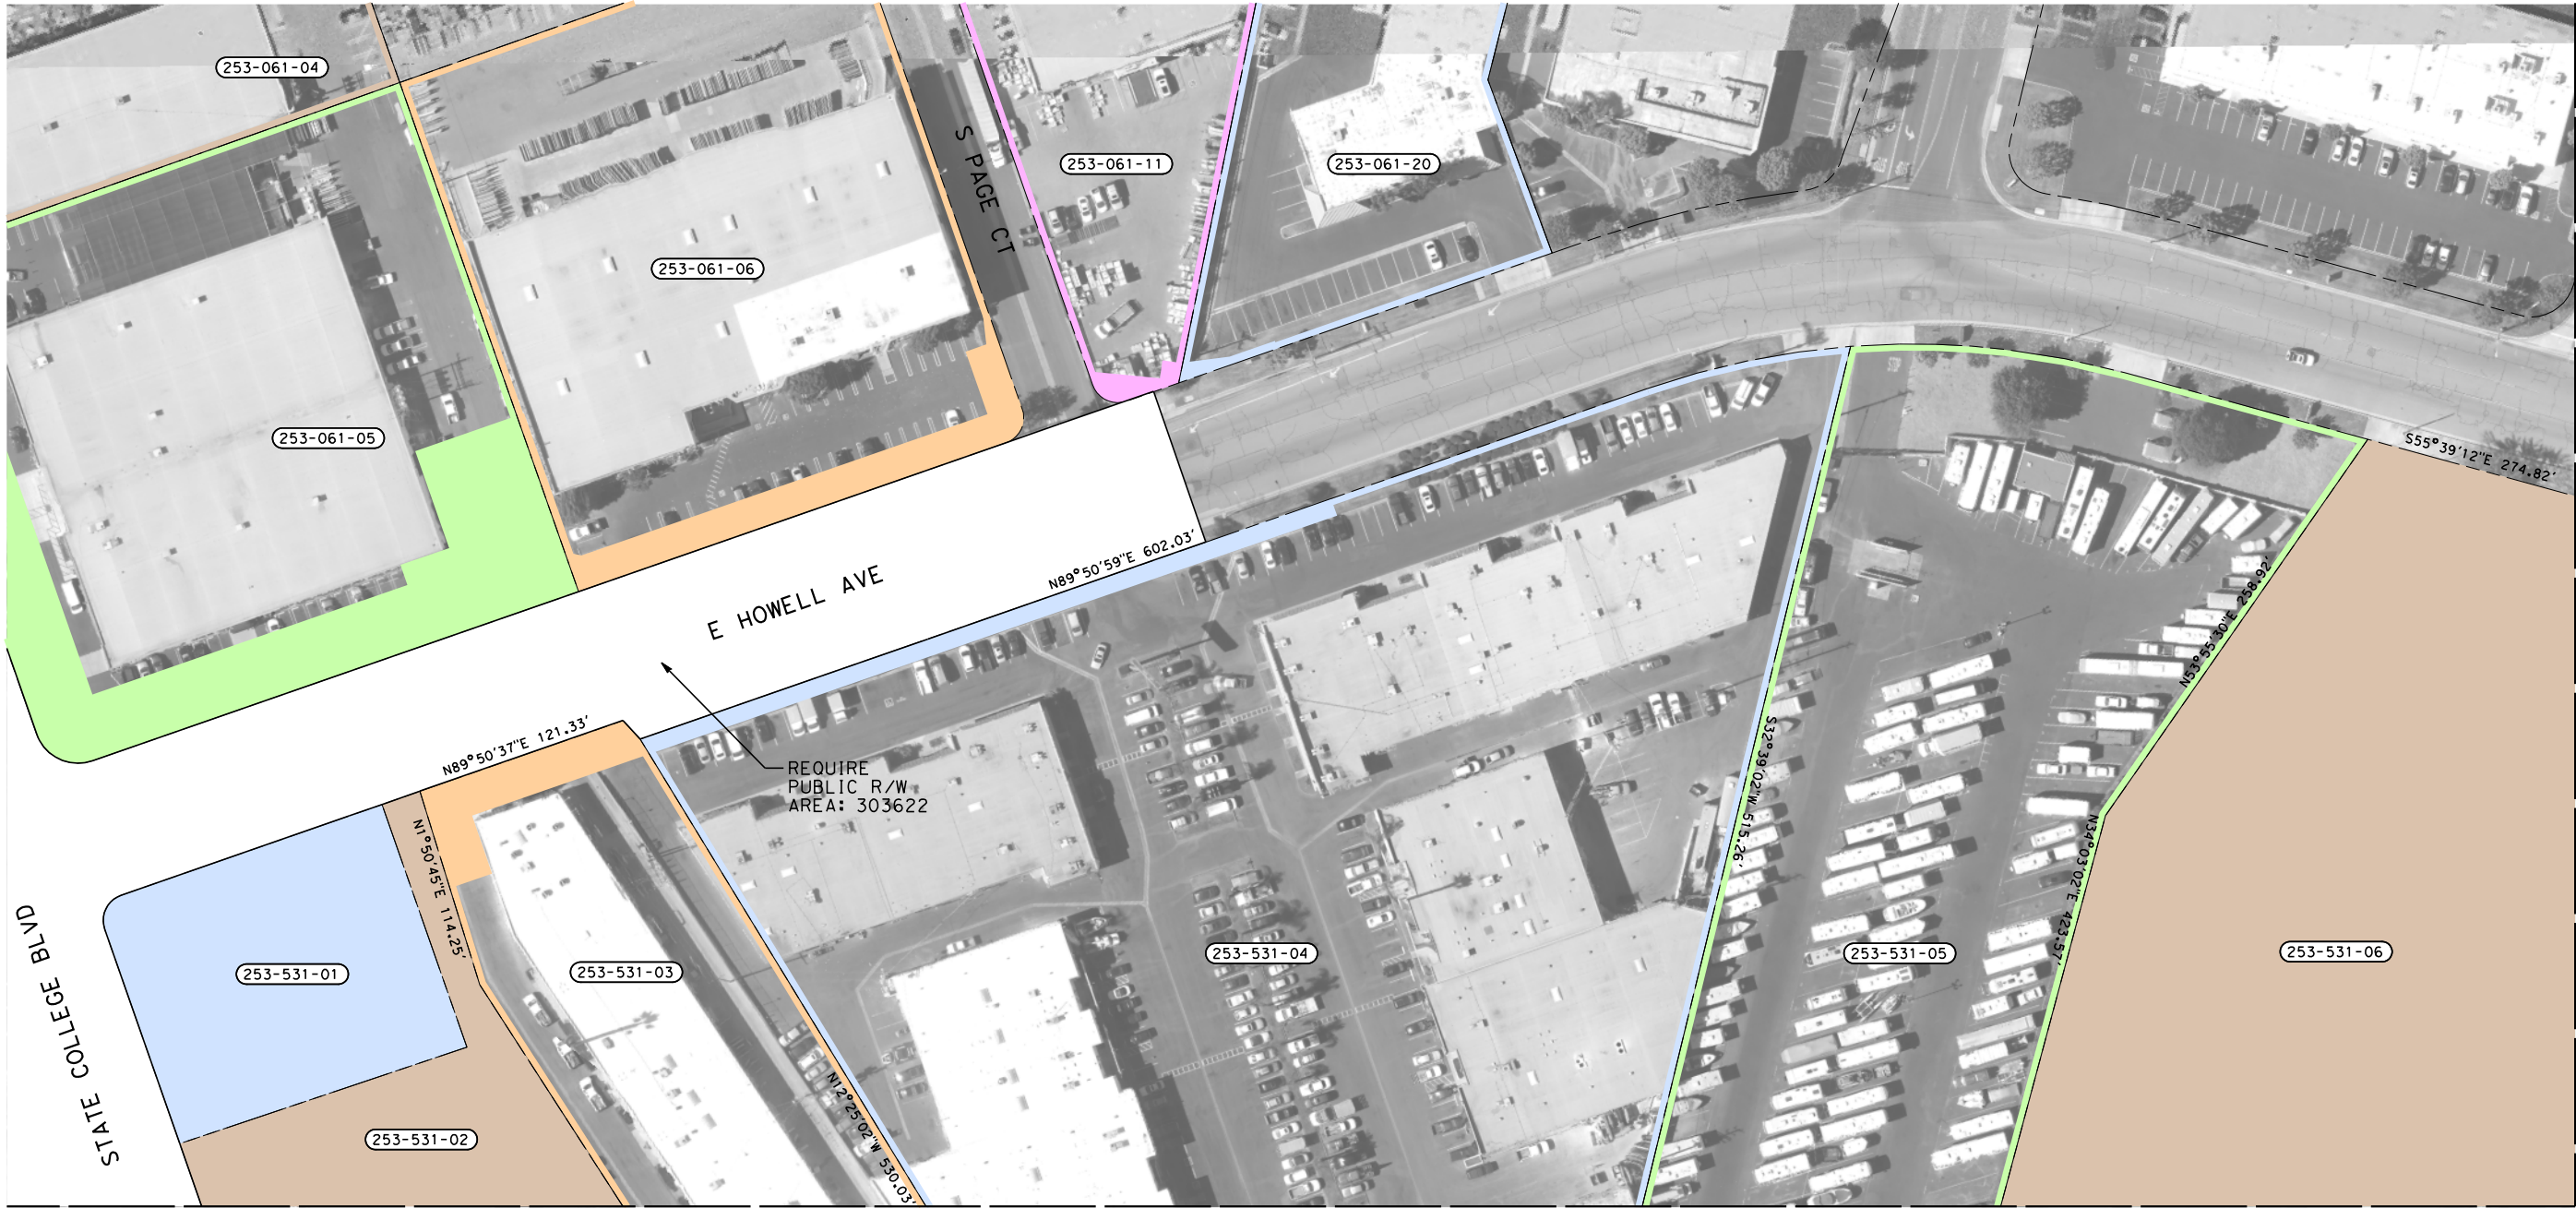 253-061-04
253-061-11
253-061-20
S PAGE CT
253-061-06
253-061-05
S55°39'12"E 274.82'
N89°50'59"E 602.03'
E HOWELL AVE
N53°55'30"E 258.92'
N89°50'37"E 121.33'
REQUIRE
PUBLIC R/W
AREA: 303622
S32°39'02"W 515.26'
N1°50'45"E 114.25'
N34°03'02"E 423.57'
STATE COLLEGE BLVD
253-531-01
253-531-03
253-531-04
253-531-05
253-531-06
N12°25'02"W 530.03'
253-531-02